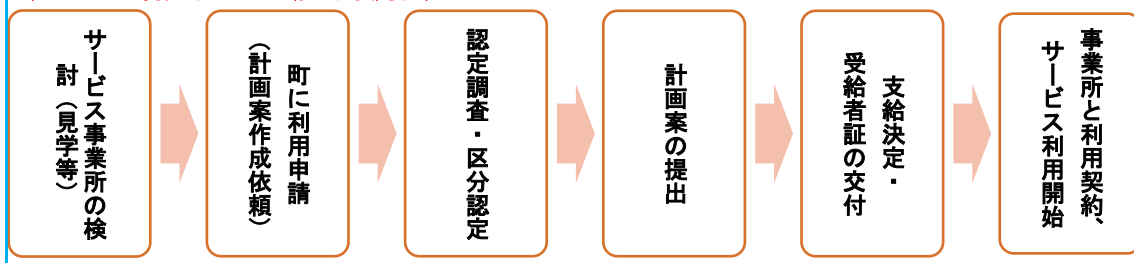 サービス事業所の検
討（見学等）
町に利用申請
（計画案作成依頼）
認定調査・区分認定
計画案の提出
支給決定・
受給者証の交付
事業所と利用契約、
サービス利用開始